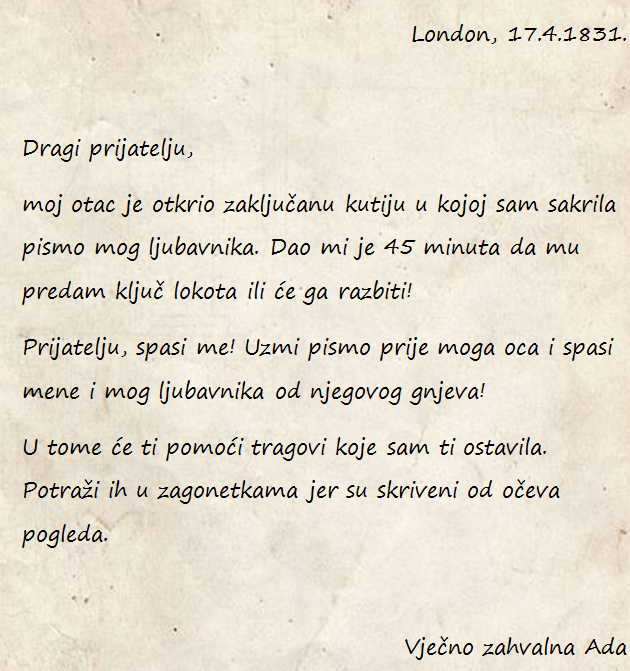 London, 17.4.1831.
Dragi prijatelju,
moj otac je otkrio zaključanu kutiju u kojoj sam sakrila
pismo mog ljubavnika. Dao mi je 45 minuta da mu
predam ključ lokota ili će ga razbiti!
Prijatelju, spasi me! Uzmi pismo prije moga oca i spasi
mene i mog ljubavnika od njegovog gnjeva!
U tome će ti pomoći tragovi koje sam ti ostavila.
Potraži ih u zagonetkama jer su skriveni od očeva
pogleda.
Vječno zahvalna Ada